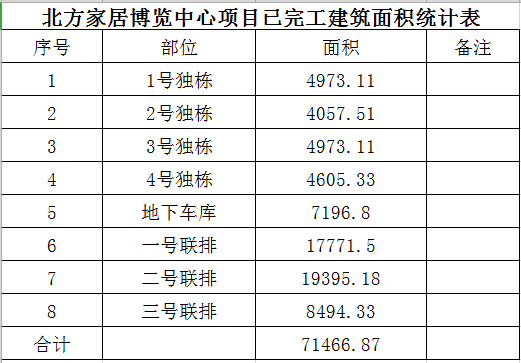 北方家居博览中心项目已完工建筑面积统计表
序号 部位 面积 备注
1 1号独栋 4973.11
2 2号独栋 4057.51
3 3号独栋 4973.11
4 4号独栋 4605.33
5 地下车库 7196.8
6 一号联排 17771.5
7 二号联排 19395.18
8 三号联排 8494.33
合计 71466.87